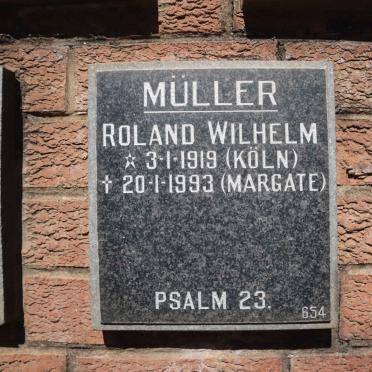 MÜLLER
ROLAND WILHELM
☆ 3-1-1919 (KÖLN)
† 20-1-1993 (MARGATE)
PSALM 23.
654